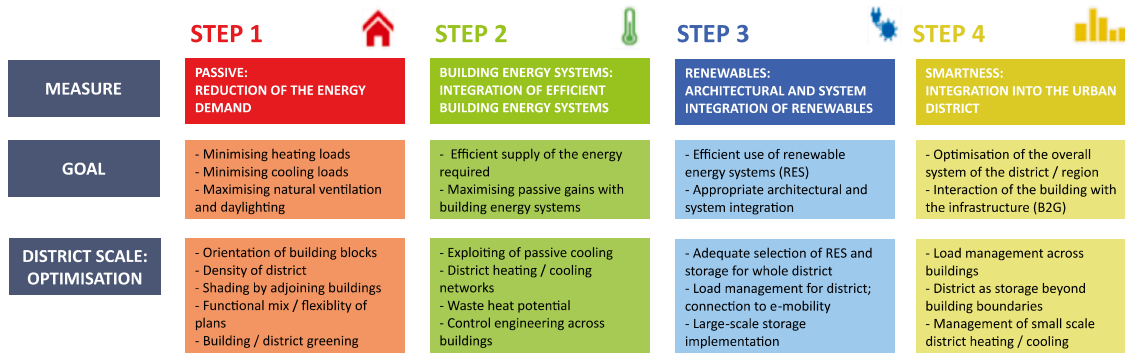 STEP 1
STEP 2
STEP 3
STEP 4
MEASURE
PASSIVE:
REDUCTION OF THE ENERGY
DEMAND
BUILDING ENERGY SYSTEMS:
INTEGRATION OF EFFICIENT
BUILDING ENERGY SYSTEMS
RENEWABLES:
ARCHITECTURAL AND SYSTEM
INTEGRATION OF RENEWABLES
SMARTNESS:
INTEGRATION INTO THE URBAN
DISTRICT
GOAL
- Minimising heating loads
- Minimising cooling loads
- Maximising natural ventilation
and daylighting
- Efficient supply of the energy
required
- Maximising passive gains with
building energy systems
- Efficient use of renewable
energy systems (RES)
- Appropriate architectural and
system integration
- Optimisation of the overall
system of the district / region
- Interaction of the building with
the infrastructure (B2G)
DISTRICT SCALE:
OPTIMISATION
- Orientation of building blocks
- Density of district
- Shading by adjoining buildings
- Functional mix / flexiblity of
plans
- Building / district greening
- Exploiting of passive cooling
- District heating / cooling
networks
- Waste heat potential
- Control engineering across
buildings
- Adequate selection of RES and
storage for whole district
- Load management for district;
connection to e-mobility
- Large-scale storage
implementation
- Load management across
buildings
- District as storage beyond
building boundaries
- Management of small scale
district heating / cooling